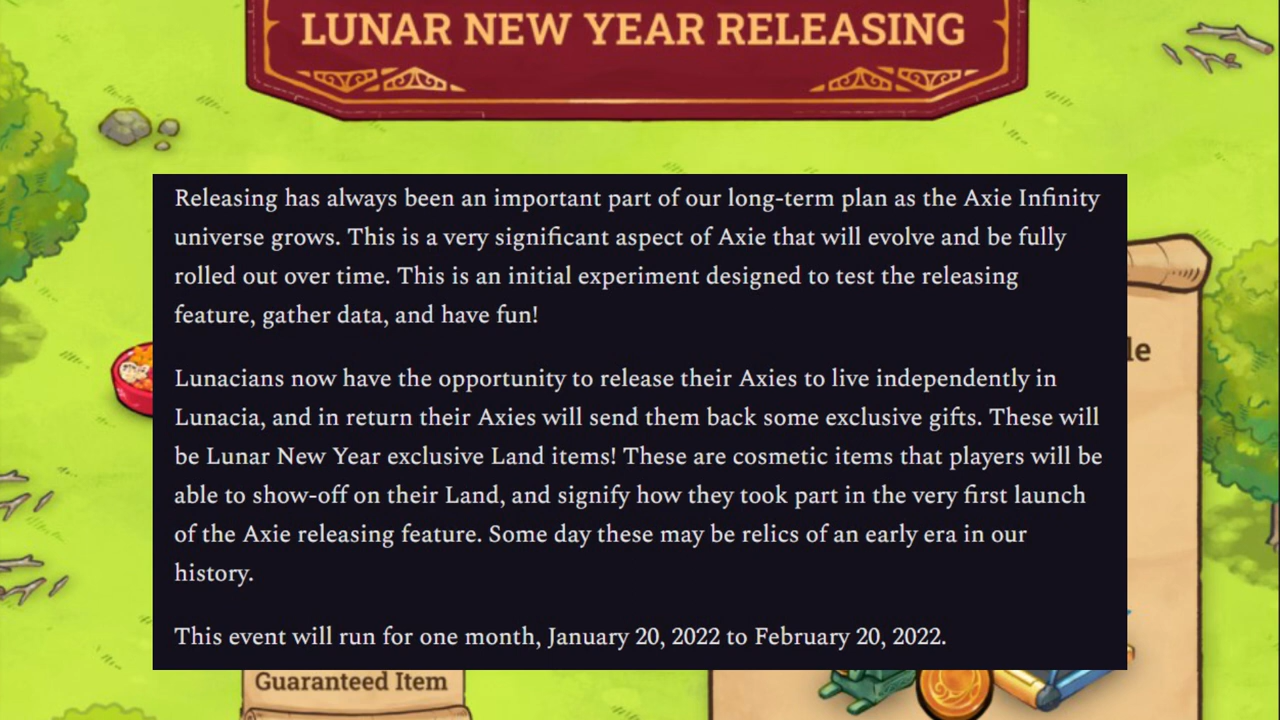 LUNAR NEW YEAR RELEASING
Releasing has always been an important part of our long-term plan as the Axie Infinity
universe grows. This is a very significant aspect of Axie that will evolve and be fully
rolled out over time. This is an initial experiment designed to test the releasing
feature, gather data, and have fun!
Lunacians now have the opportunity to release their Axies to live independently in
Lunacia, and in return their Axies will send them back some exclusive gifts. These will
be Lunar New Year exclusive Land items! These are cosmetic items that players will be
able to show-off on their Land, and signify how they took part in the very first launch
of the Axie releasing feature. Some day these may be relics of an early era in our
history.
This event will run for one month, January 20, 2022 to February 20, 2022.
Guaranteed Item